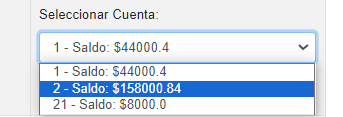 Seleccionar Cuenta:
1 - Saldo: $44000.4
1 - Saldo: $44000.4
2 - Saldo: $158000.84
21 - Saldo: $8000.0